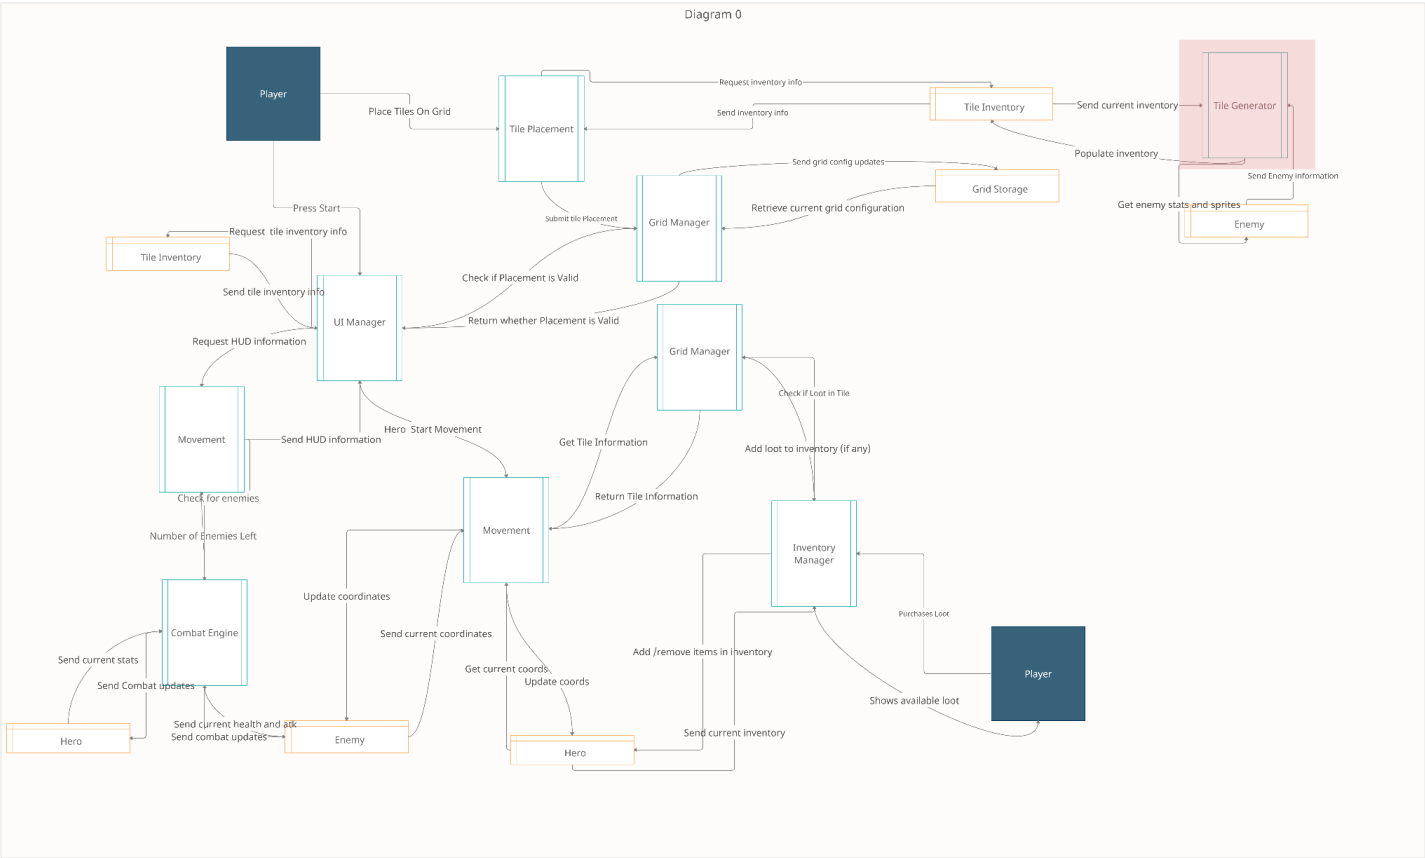 Diagram 0
Player
Place Tiles On Grid
Tile Placement
Request inventory info
Send inventory info
Tile Inventory
Send current inventory
Tile Generator
Populate inventory
Send Enemy information
Get enemy stats and sprites
Enemy
Send grid config updates
Grid Storage
Retrieve current grid configuration
Submit tile Placement
Grid Manager
Press Start
Request  tile inventory info
Tile Inventory
Send tile inventory info
Check if Placement is Valid
Return whether Placement is Valid
UI Manager
Request HUD information
Grid Manager
Check if Loot in Tile
Movement
Send HUD information
Hero  Start Movement
Get Tile Information
Add loot to inventory (if any)
Check for enemies
Return Tile Information
Number of Enemies Left
Movement
Inventory
Manager
Update coordinates
Purchases Loot
Combat Engine
Send current coordinates
Send current stats
Add /remove items in inventory
Get current coords
Update coords
Send Combat updates
Player
Shows available loot
Send current health and atk
Send combat updates
Send current inventory
Hero
Enemy
Hero